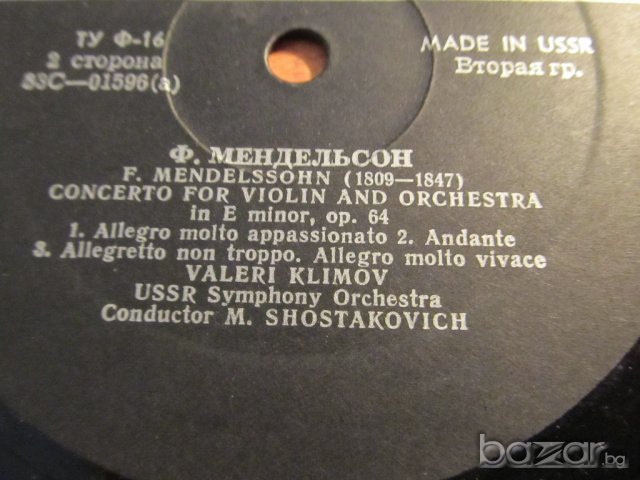 ТУ Ф-16
2 сторона
33С—01596(а)
MADE IN USSR
Вторая гр.
Ф. МЕНДЕЛЬСОН
F. MENDELSSOHN (1809—1847)
CONCERTO FOR VIOLIN AND ORCHESTRA
in E minor, op. 64
1. Allegro molto appassionato 2. Andante
3. Allegretto non troppo. Allegro molto vivace
VALERI KLIMOV
USSR Symphony Orchestra
Conductor M. SHOSTAKOVICH
bazar.bg